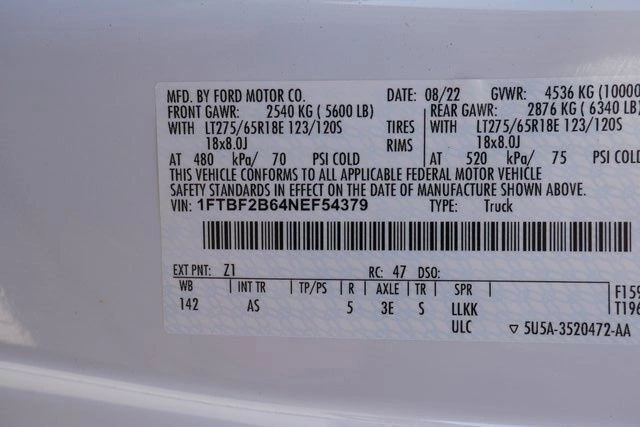 MFD. BY FORD MOTOR CO. DATE: 08/22 GVWR: 4536 KG (10000
FRONT GAWR: 2540 KG ( 5600 LB) REAR GAWR: 2876 KG ( 6340 LB)
WITH LT275/65R18E 123/120S TIRES WITH LT275/65R18E 123/120S
18x8.0J RIMS 18x8.0J
AT 480 kPa/ 70 PSI COLD AT 520 kPa/ 75 PSI COL
THIS VEHICLE CONFORMS TO ALL APPLICABLE FEDERAL MOTOR VEHICLE
SAFETY STANDARDS IN EFFECT ON THE DATE OF MANUFACTURE SHOWN ABOVE.
VIN: 1FTBF2B64NEF54379 TYPE: Truck
EXT PNT: Z1 RC: 47 DSO:
WB INT TR TP/PS R AXLE TR SPR F159
142 AS 5 3E S LLKK T196
ULC ▽ 5U5A-3520472-AA